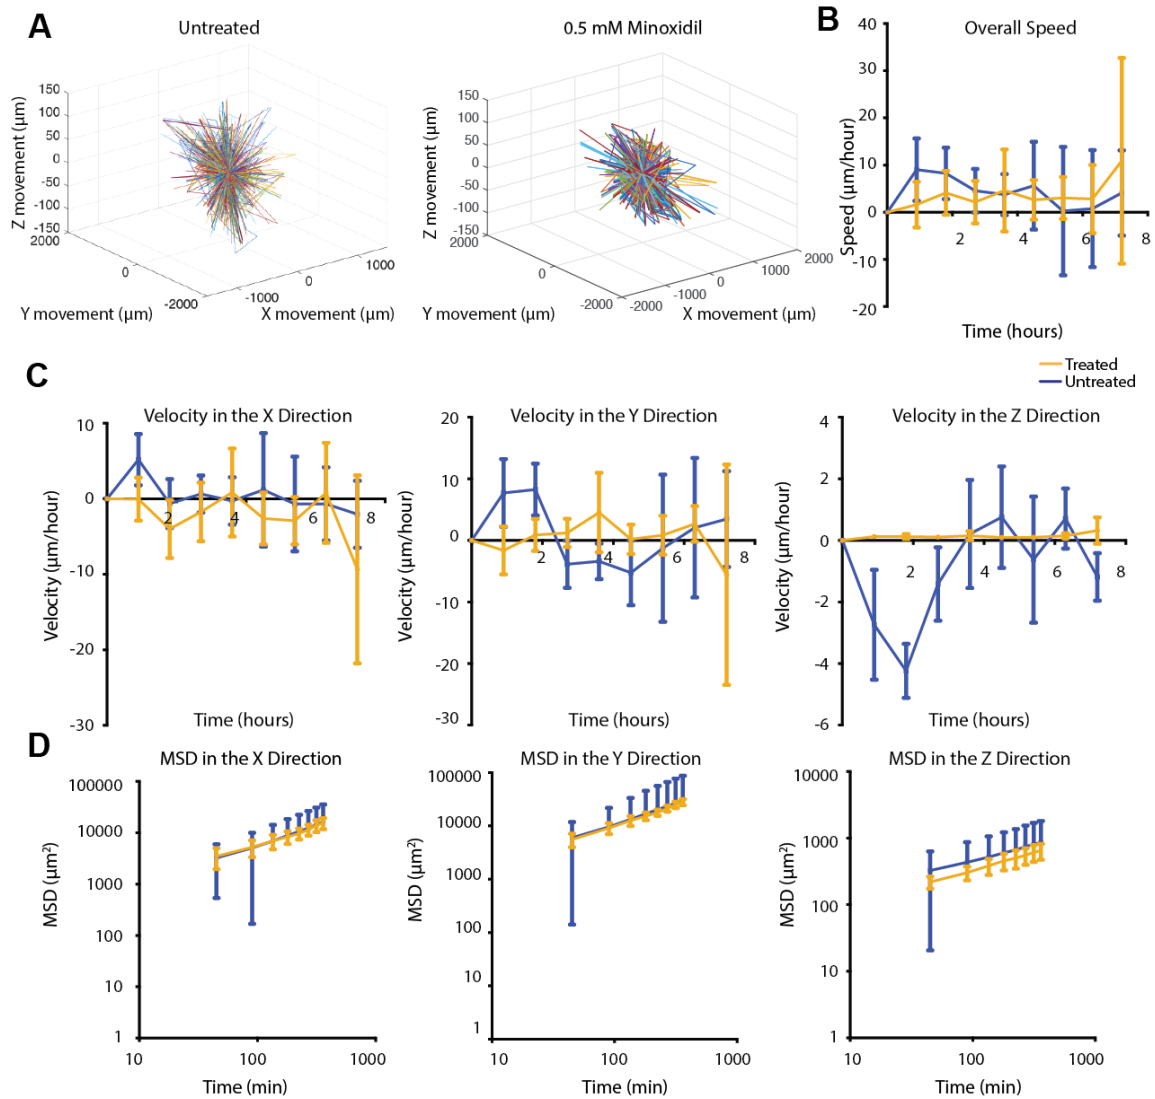 A
Untreated
0.5 mM Minoxidil
B
Overall Speed
Z movement (µm)
150
100
50
0
-50
-100
-150
2000
0
-2000
-1000
0
1000
Y movement (µm)
X movement (µm)
Z movement (µm)
150
100
50
0
-50
-100
-150
2000
0
-2000
-2000
-1000
0
1000
2000
Y movement (µm)
X movement (µm)
Speed (µm/hour)
40
30
20
10
0
-10
-20
2
4
6
8
Time (hours)
Treated
Untreated
C
Velocity in the X Direction
Velocity (µm/hour)
10
0
-10
-20
-30
2
4
6
8
Time (hours)
Velocity in the Y Direction
Velocity (µm/hour)
20
10
0
-10
-20
-30
2
4
6
8
Time (hours)
Velocity in the Z Direction
Velocity (µm/hour)
4
2
0
-2
-4
-6
2
4
6
8
Time (hours)
D
MSD in the X Direction
MSD (µm²)
100000
10000
1000
100
10
1
10
100
1000
Time (min)
MSD in the Y Direction
MSD (µm²)
100000
10000
1000
100
10
1
10
100
1000
Time (min)
MSD in the Z Direction
MSD (µm²)
10000
1000
100
10
1
10
100
1000
Time (min)